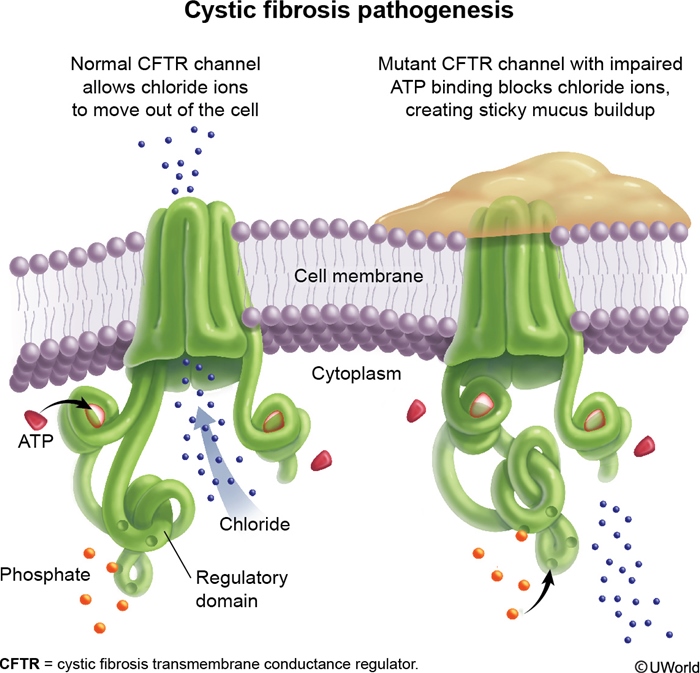 Cystic fibrosis pathogenesis
Normal CFTR channel
allows chloride ions
to move out of the cell
Mutant CFTR channel with impaired
ATP binding blocks chloride ions,
creating sticky mucus buildup
Cell membrane
Cytoplasm
ATP
Chloride
Phosphate
Regulatory
domain
CFTR = cystic fibrosis transmembrane conductance regulator.
©UWorld